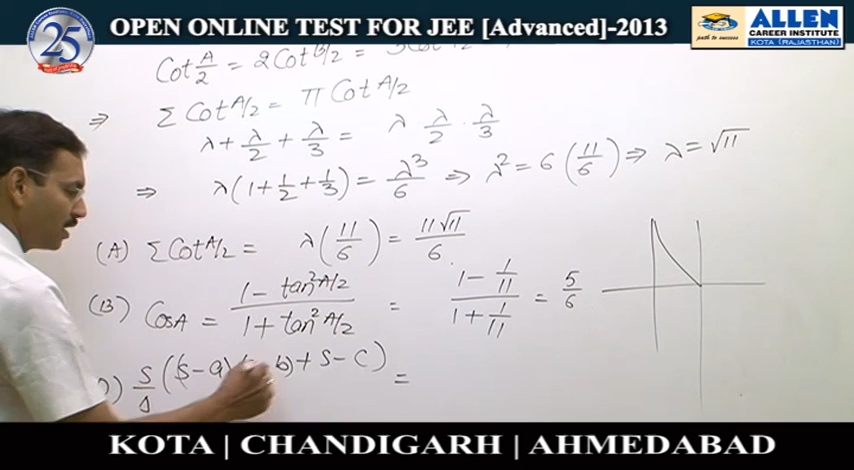 OPEN ONLINE TEST FOR JEE [Advanced]-2013
25
path to success
ALLEN
CAREER INSTITUTE
KOTA (RAJASTHAN)
Cot A/2 = 2 Cot B/2 =
⇒ Σ Cot A/2 = π Cot A/2
λ + λ/2 + λ/3 = λ λ/2 · λ/3
⇒ λ(1 + 1/2 + 1/3) = λ³/6 ⇒ λ² = 6 (11/6) ⇒ λ = √11
(A) Σ Cot A/2 = λ (11/6) = 11√11/6.
(B) Cos A = (1 - tan² A/2)/(1 + tan² A/2) = (1 - 1/11)/(1 + 1/11) = 5/6
S/Δ ((S-a) b) + S-c) =
KOTA | CHANDIGARH | AHMEDABAD